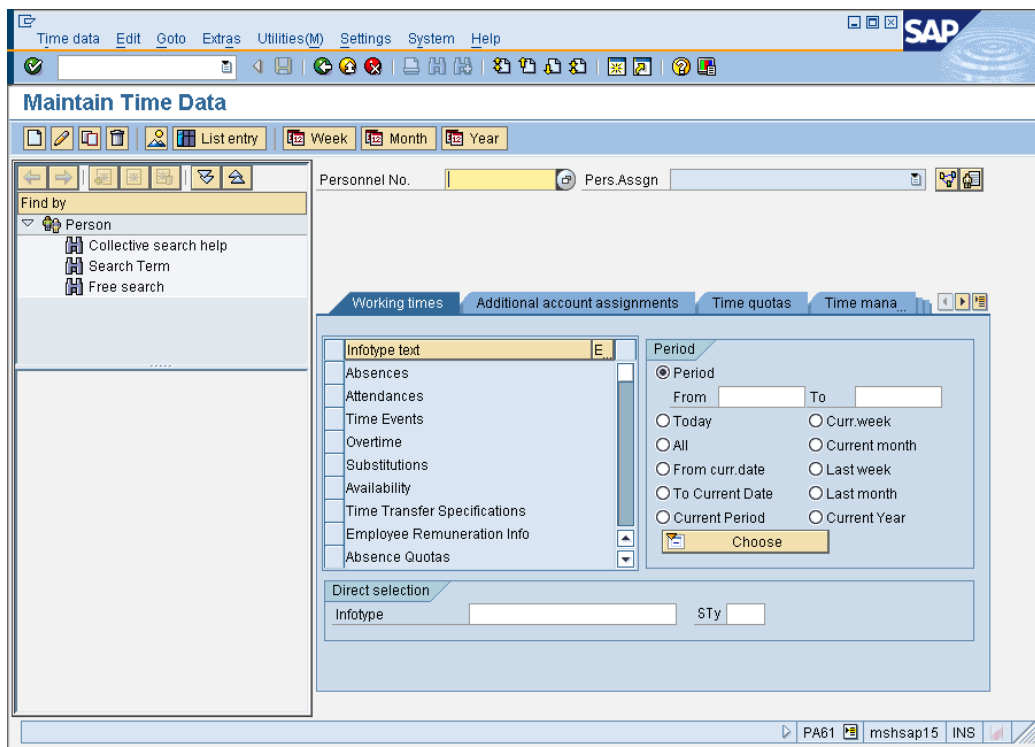 Time data Edit Goto Extras Utilities(M) Settings System Help
SAP
Maintain Time Data
List entry Week Month Year
Find by
Person
Collective search help
Search Term
Free search
Personnel No. Pers.Assgn
Working times Additional account assignments Time quotas Time mana...
Infotype text E...
Absences
Attendances
Time Events
Overtime
Substitutions
Availability
Time Transfer Specifications
Employee Remuneration Info
Absence Quotas
Period
Period
From To
Today Curr.week
All Current month
From curr.date Last week
To Current Date Last month
Current Period Current Year
Choose
Direct selection
Infotype STy
PA61 mshsap15 INS